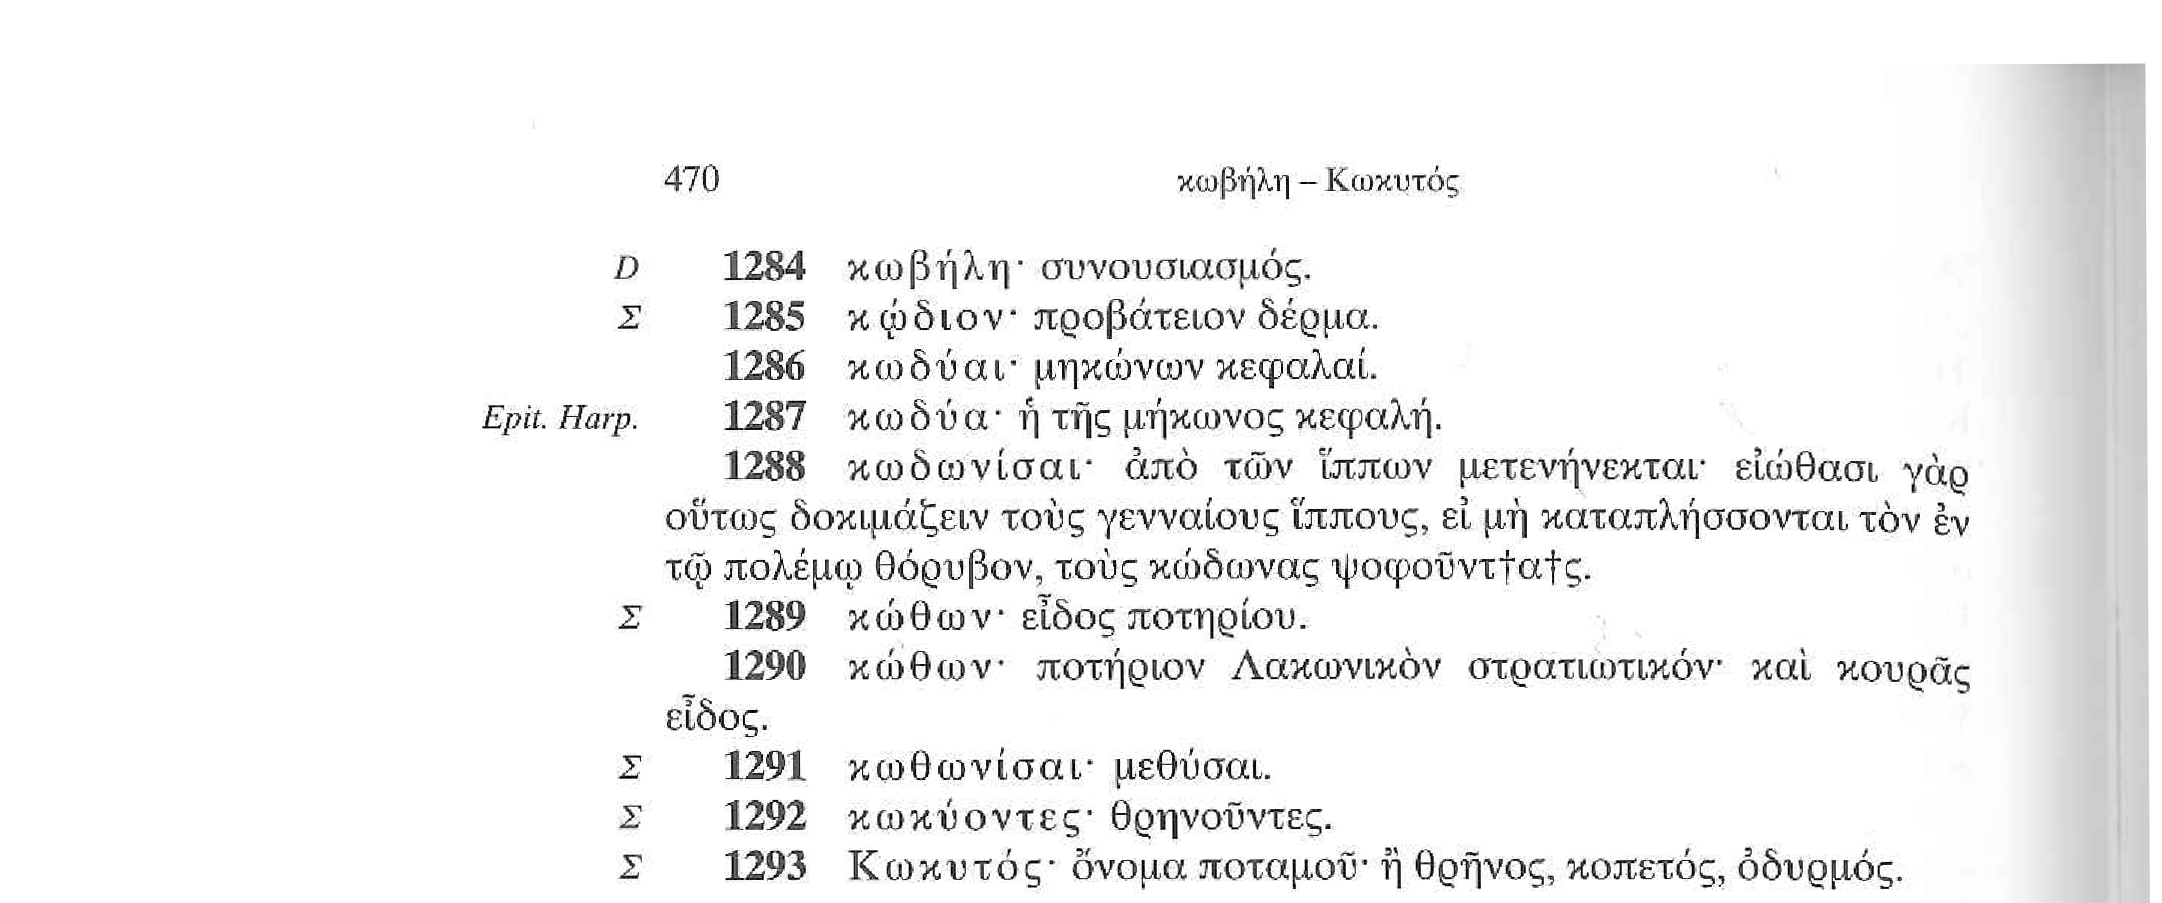 470 κωβήλη – Κωκυτός
D 1284 κωβήλη· συνουσιασμός.
Σ 1285 κῴδιον· προβάτειον δέρμα.
1286 κωδύαι· μηκώνων κεφαλαί.
Epit. Harp. 1287 κωδύα· ἡ τῆς μήκωνος κεφαλή.
1288 κωδωνίσαι· ἀπὸ τῶν ἵππων μετενήνεκται· εἰώθασι γὰρ
οὕτως δοκιμάζειν τοὺς γενναίους ἵππους, εἰ μὴ καταπλήσσονται τὸν ἐν
τῷ πολέμῳ θόρυβον, τοὺς κώδωνας ψοφοῦντ†α†ς.
Σ 1289 κώθων· εἶδος ποτηρίου.
1290 κώθων· ποτήριον Λακωνικὸν στρατιωτικόν· καὶ κουρᾶς
εἶδος.
Σ 1291 κωθωνίσαι· μεθύσαι.
Σ 1292 κωκύοντες· θρηνοῦντες.
Σ 1293 Κωκυτός· ὄνομα ποταμοῦ· ἢ θρῆνος, κοπετός, ὀδυρμός.